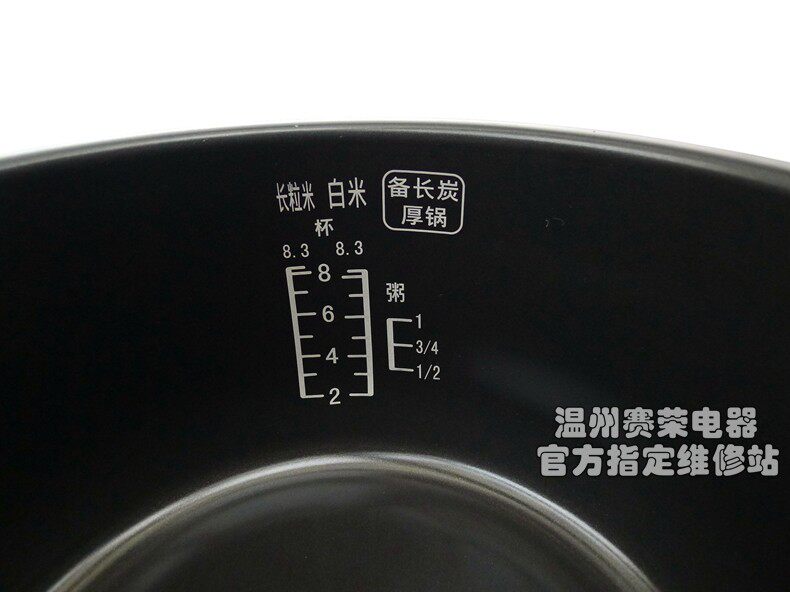 长粒米 白米
备长炭
厚锅
杯
8.3 8.3
8
6
4
2
粥
1
3/4
1/2
温州赛荣电器
官方指定维修站